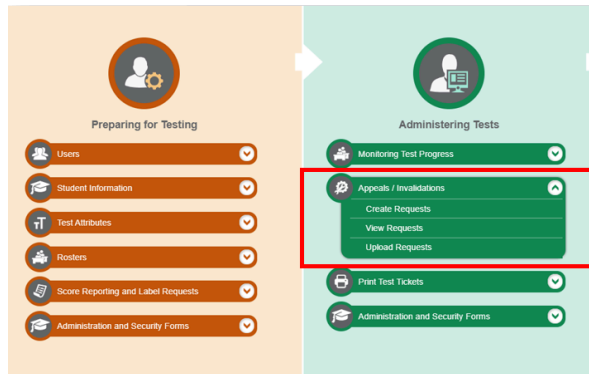 Preparing for Testing
Users
Student Information
Test Attributes
Rosters
Score Reporting and Label Requests
Administration and Security Forms
Administering Tests
Monitoring Test Progress
Appeals / Invalidations
Create Requests
View Requests
Upload Requests
Print Test Tickets
Administration and Security Forms